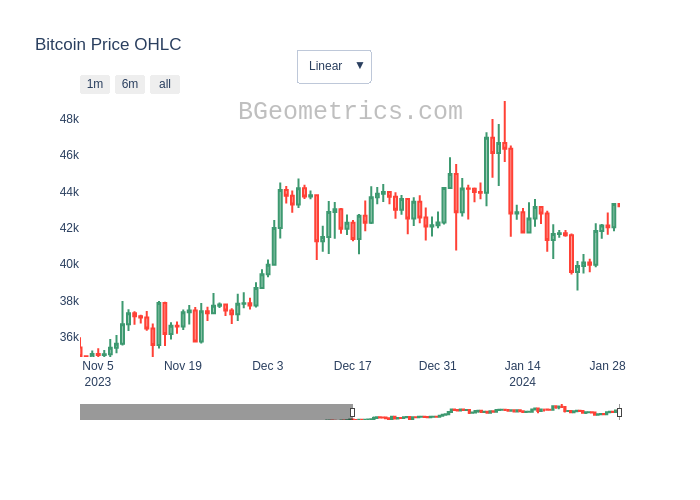 Bitcoin Price OHLC
Linear ▼
1m 6m all
BGeometrics.com
48k
46k
44k
42k
40k
38k
36k
Nov 5 Nov 19 Dec 3 Dec 17 Dec 31 Jan 14 Jan 28
2023 2024